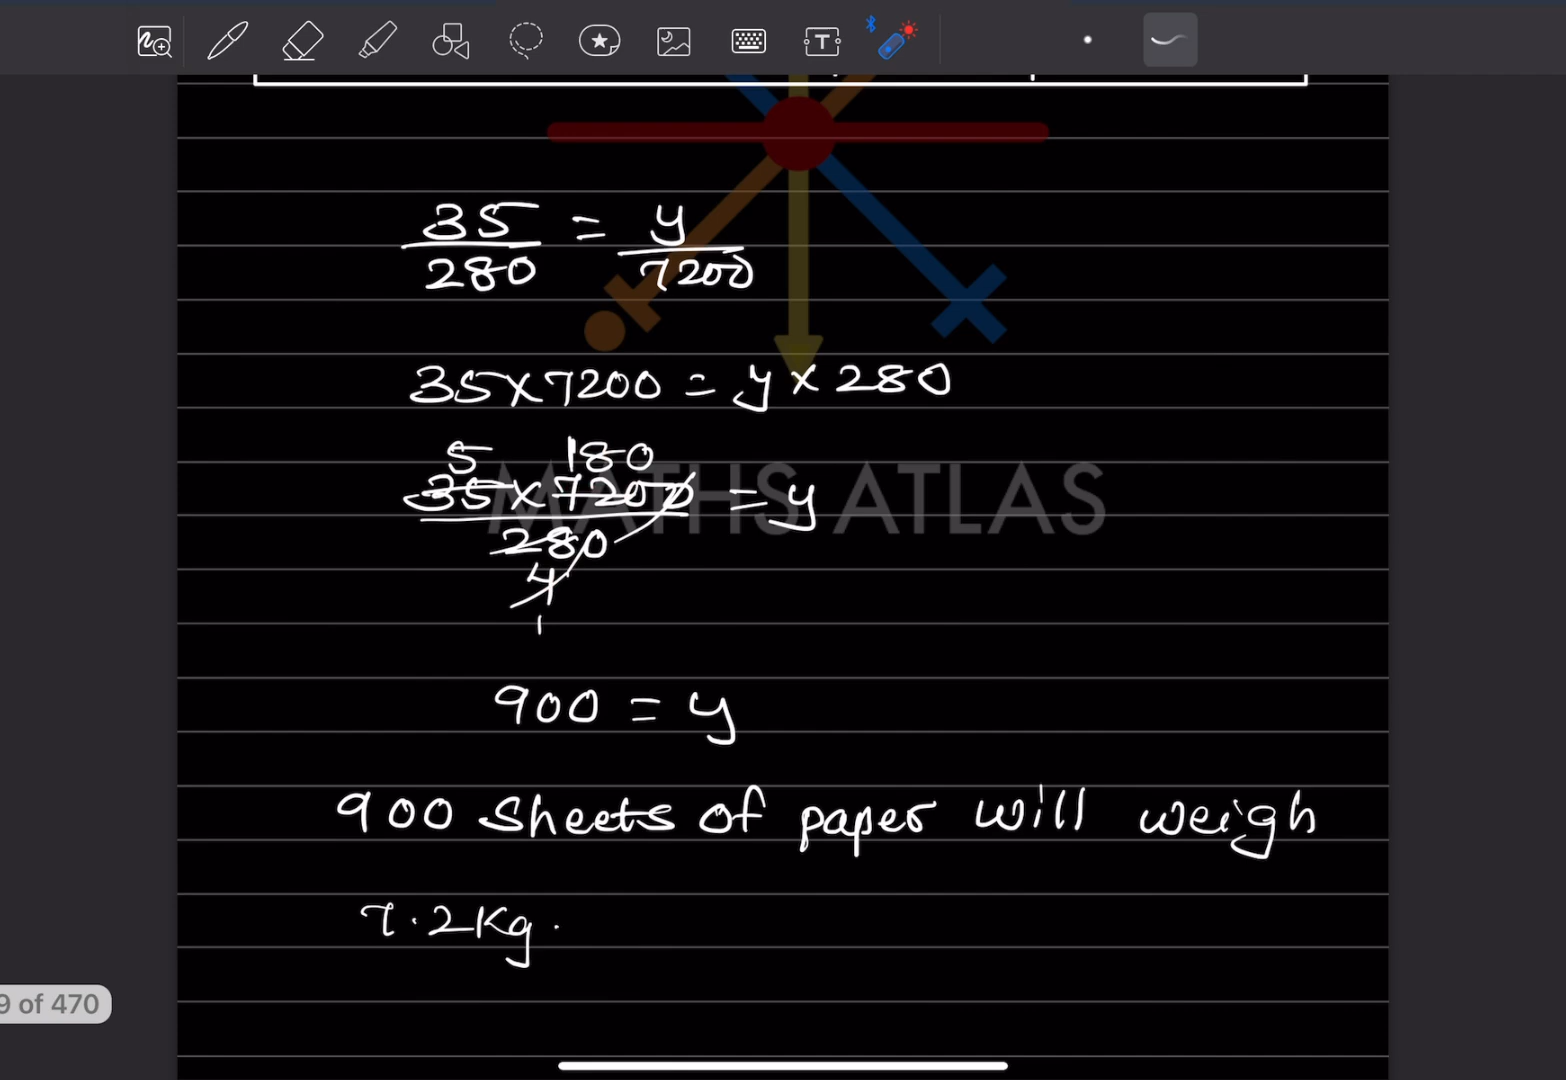 35/280 = y/7200
35×7200 = y×280
5 180
35×7200/280 = y
4
1
900 = y
900 sheets of paper will weigh
7.2Kg.
MATHS ATLAS
9 of 470
T